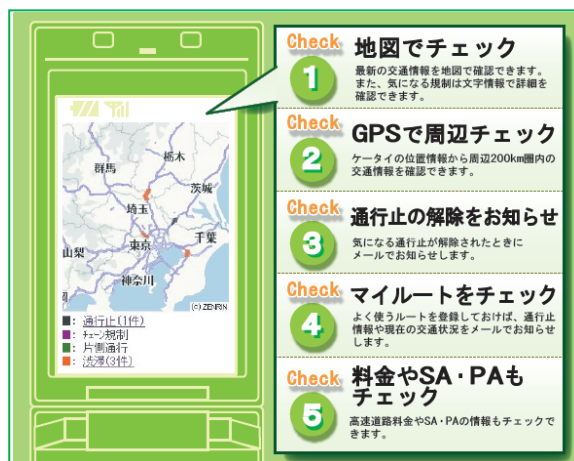 群馬
栃木
茨城
埼玉
山梨
東京
千葉
神奈川
(c)ZENRIN
■: 通行止(1件)
■: チェーン規制
■: 片側通行
■: 渋滞(3件)
Check 1
地図でチェック
最新の交通情報を地図で確認できます。
また、気になる規制は文字情報で詳細を
確認できます。
Check 2
GPSで周辺チェック
ケータイの位置情報から周辺200km圏内の
交通情報を確認できます。
Check 3
通行止の解除をお知らせ
気になる通行止が解除されたときに
メールでお知らせします。
Check 4
マイルートをチェック
よく使うルートを登録しておけば、通行止
情報や現在の交通状況をメールでお知らせ
します。
Check 5
料金やSA・PAも
チェック
高速道路料金やSA・PAの情報もチェックで
きます。